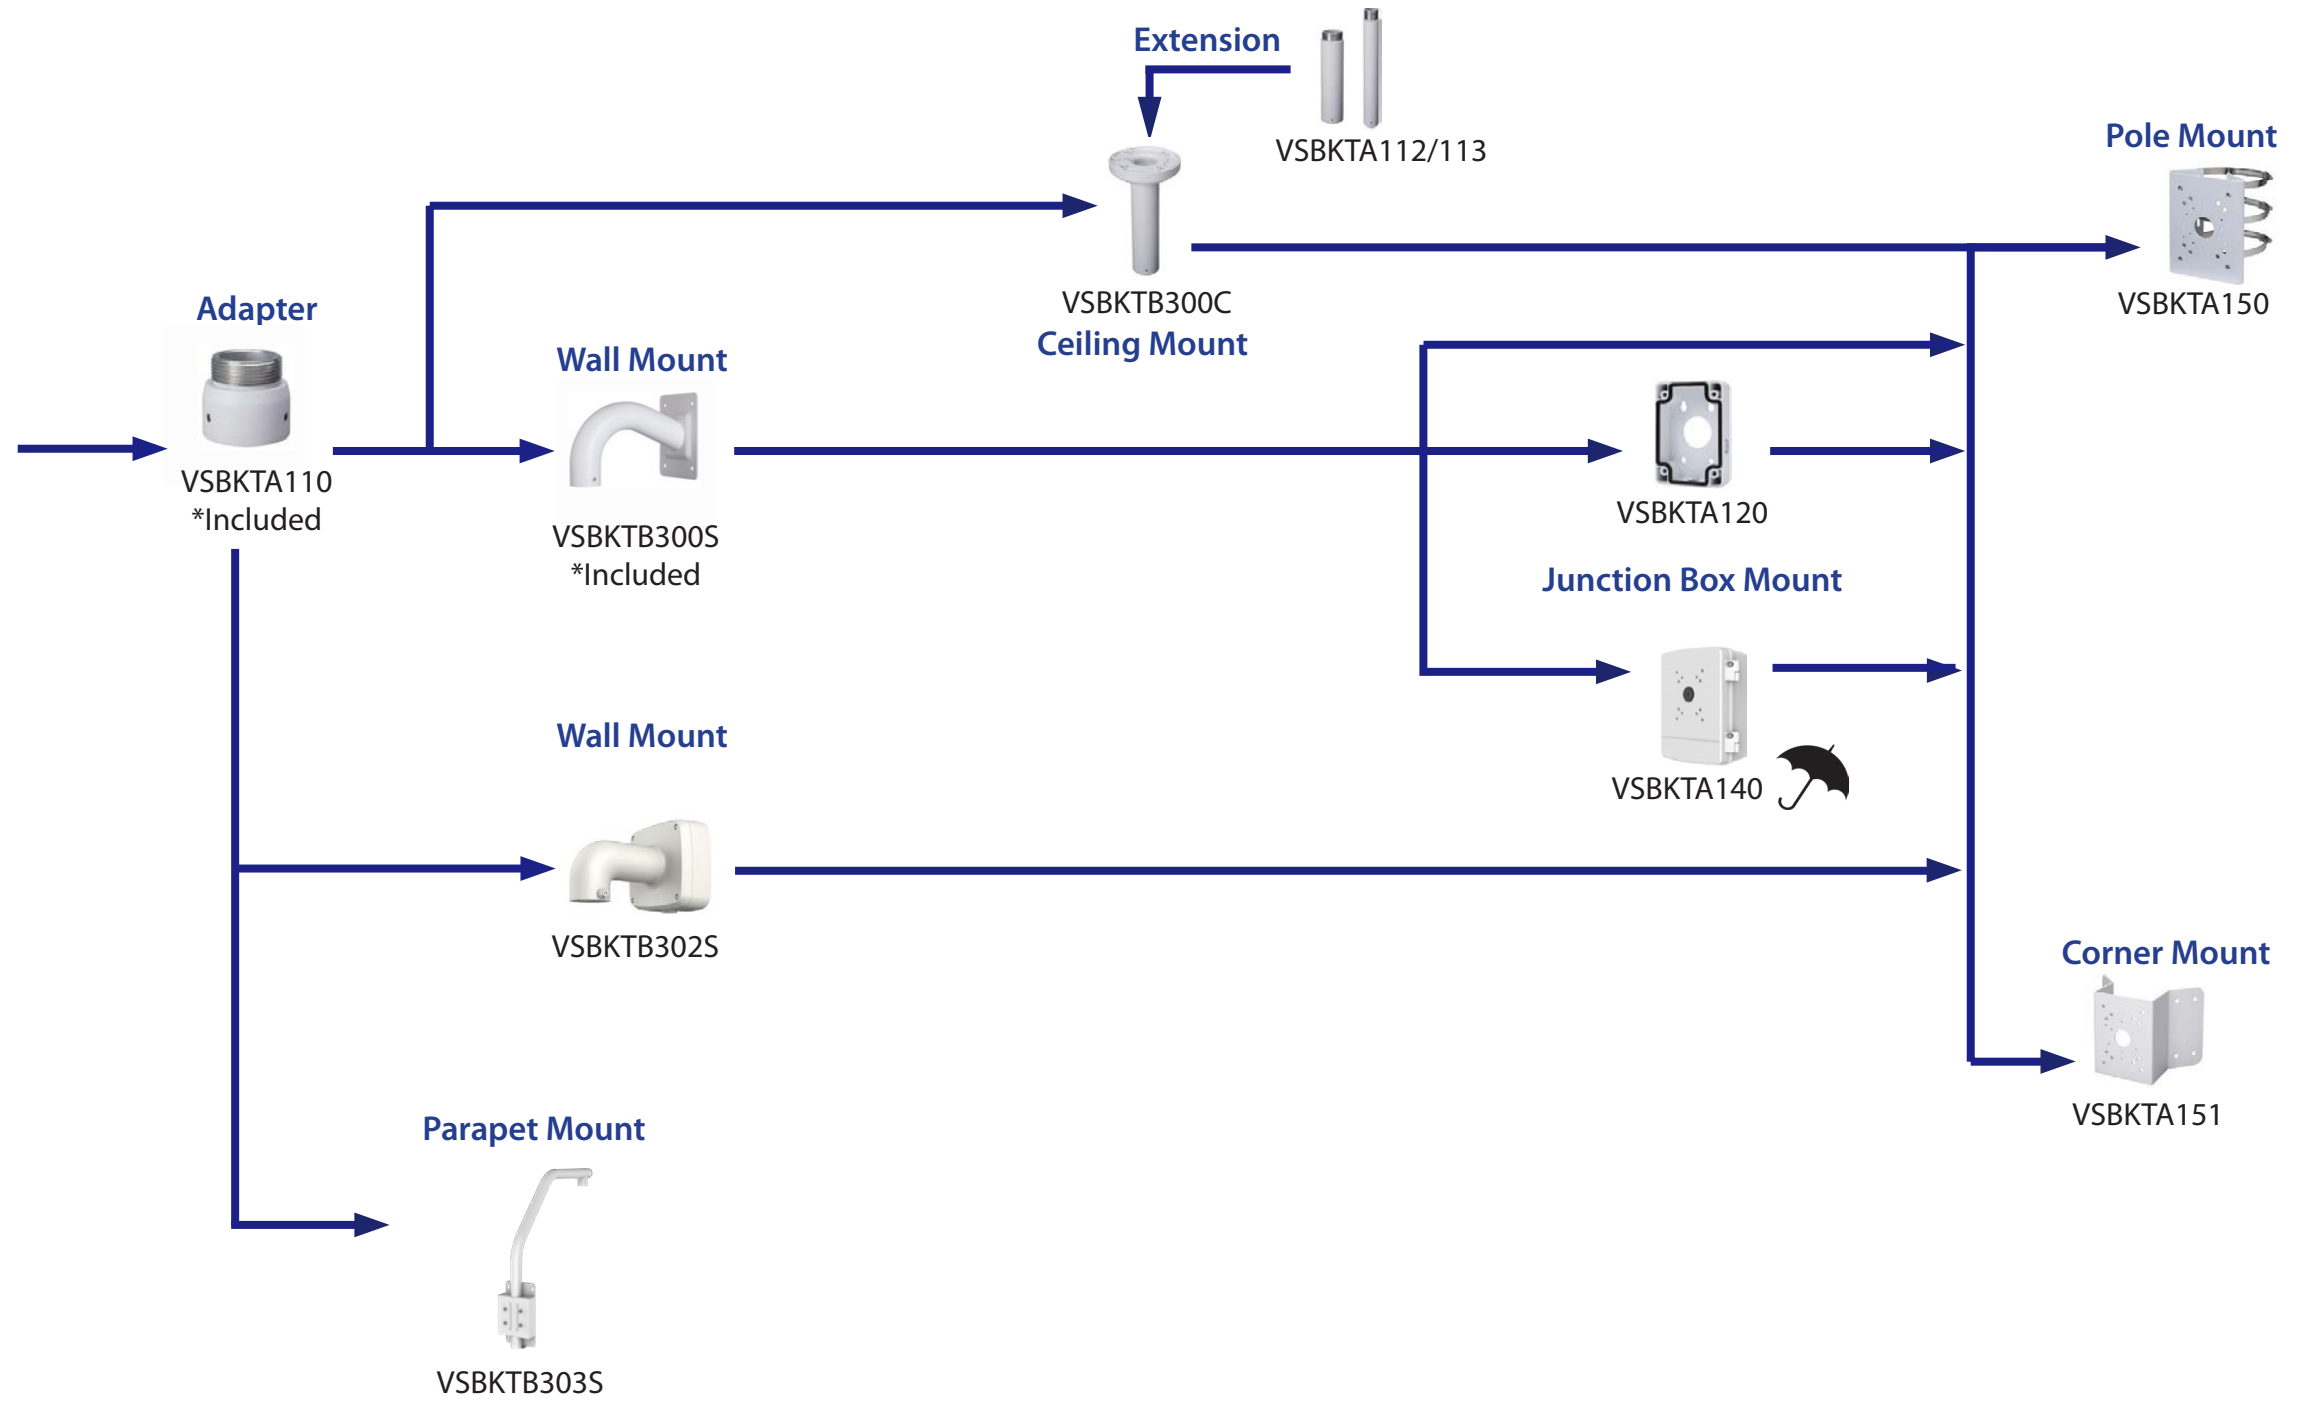 Extension
VSBKTA112/113
Pole Mount
VSBKTA150
VSBKTB300C
Ceiling Mount
Adapter
VSBKTA110
*Included
Wall Mount
VSBKTB300S
*Included
VSBKTA120
Junction Box Mount
VSBKTA140
Wall Mount
VSBKTB302S
Corner Mount
VSBKTA151
Parapet Mount
VSBKTB303S